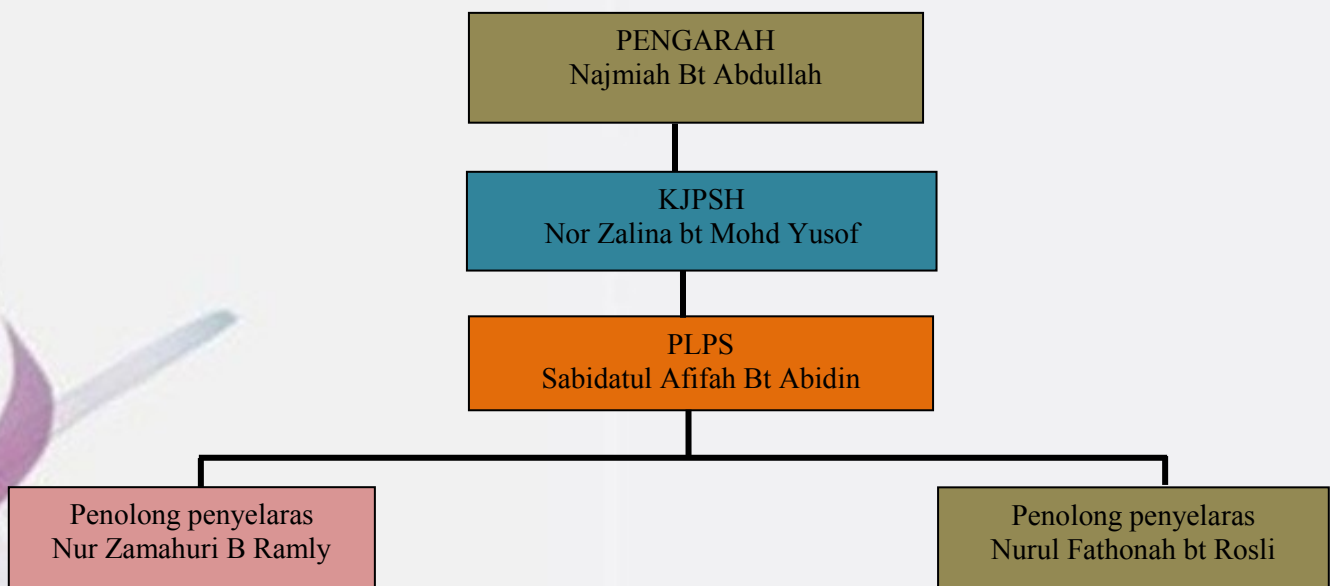 PENGARAH
Najmiah Bt Abdullah
KJPSH
Nor Zalina bt Mohd Yusof
PLPS
Sabidatul Afifah Bt Abidin
Penolong penyelaras
Nur Zamahuri B Ramly
Penolong penyelaras
Nurul Fathonah bt Rosli